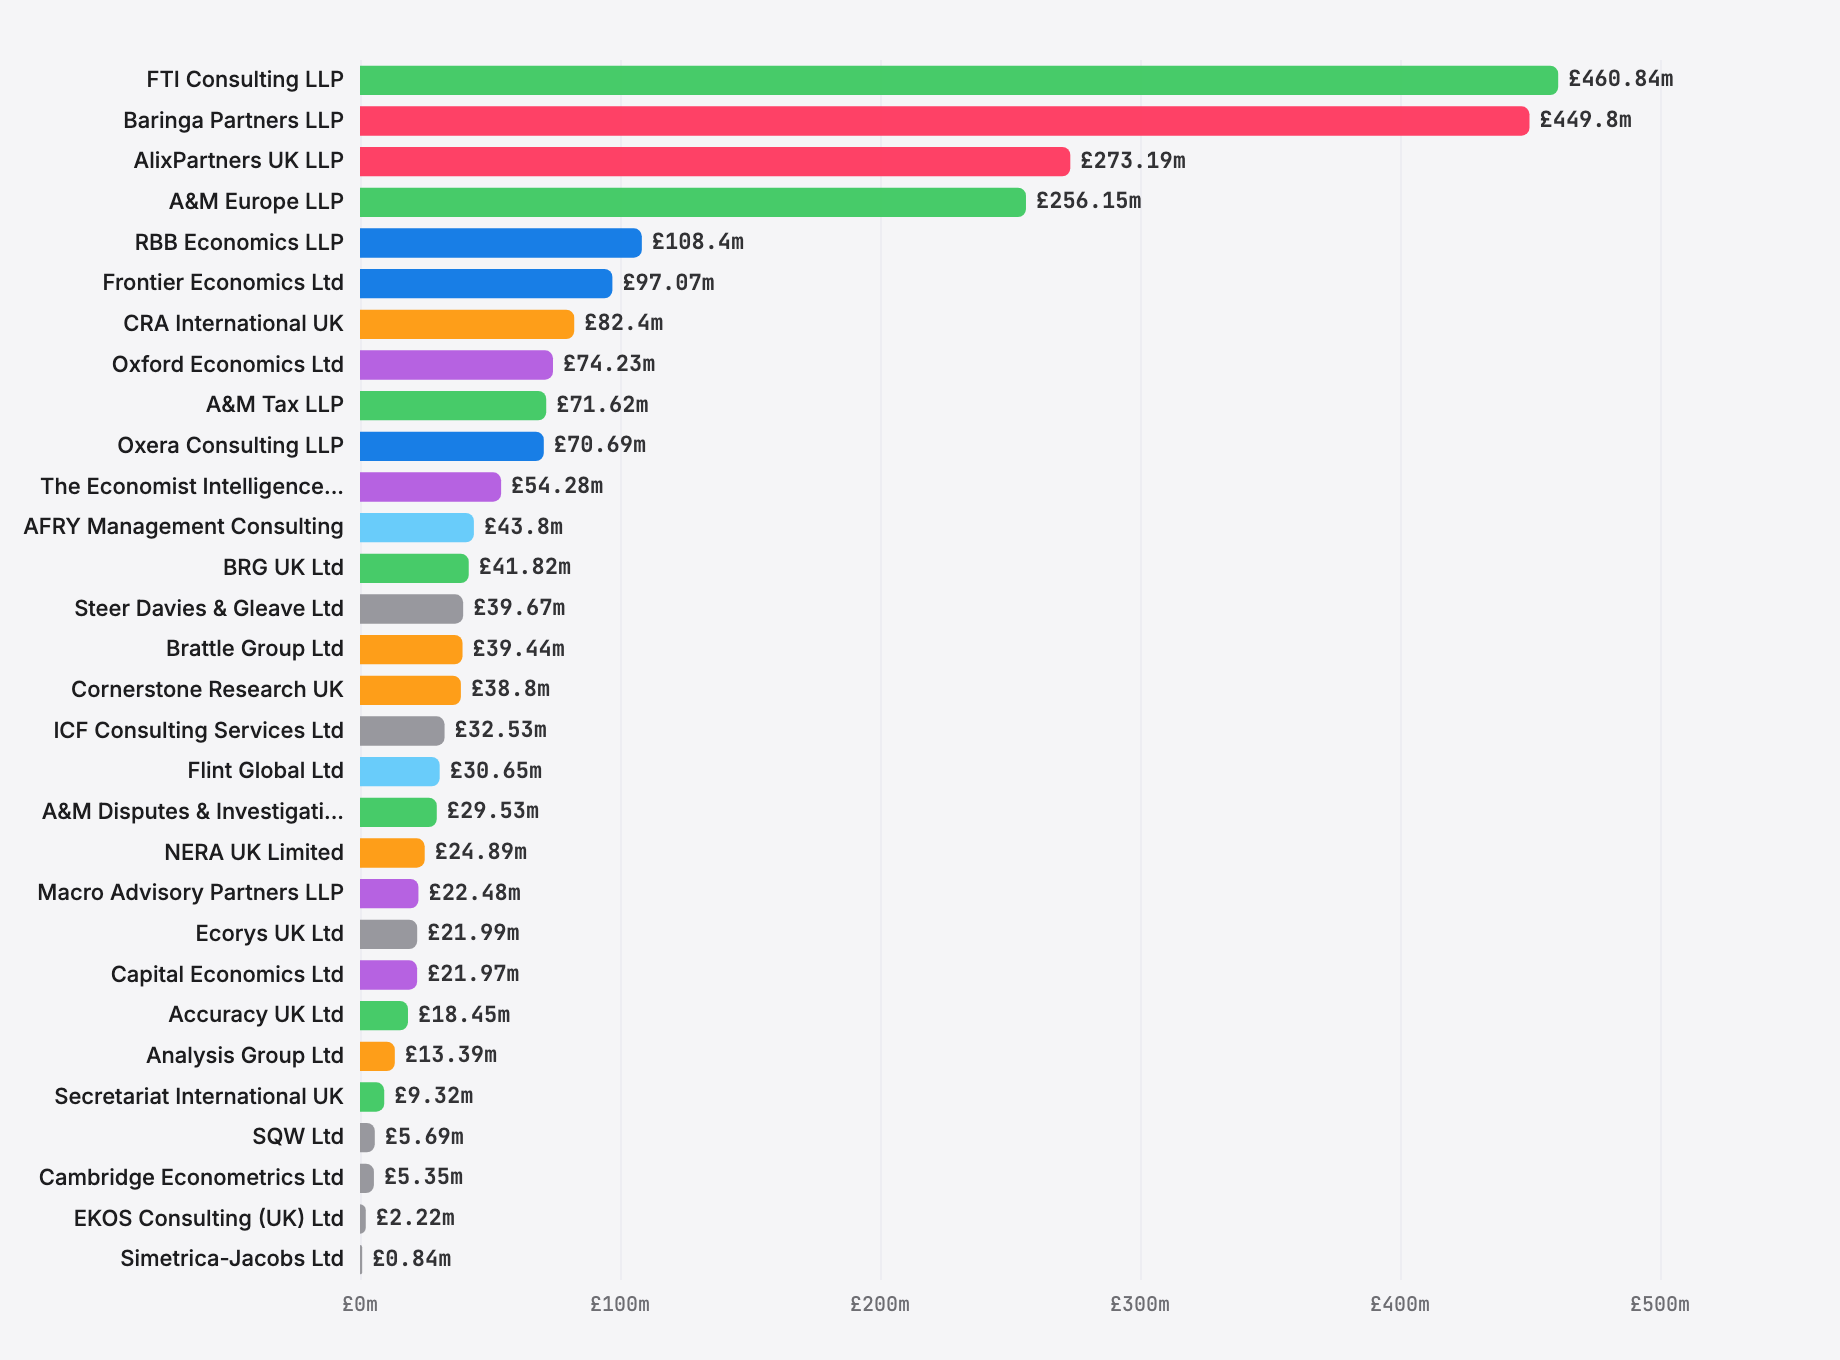 FTI Consulting LLP £460.84m
Baringa Partners LLP £449.8m
AlixPartners UK LLP £273.19m
A&M Europe LLP £256.15m
RBB Economics LLP £108.4m
Frontier Economics Ltd £97.07m
CRA International UK £82.4m
Oxford Economics Ltd £74.23m
A&M Tax LLP £71.62m
Oxera Consulting LLP £70.69m
The Economist Intelligence... £54.28m
AFRY Management Consulting £43.8m
BRG UK Ltd £41.82m
Steer Davies & Gleave Ltd £39.67m
Brattle Group Ltd £39.44m
Cornerstone Research UK £38.8m
ICF Consulting Services Ltd £32.53m
Flint Global Ltd £30.65m
A&M Disputes & Investigati... £29.53m
NERA UK Limited £24.89m
Macro Advisory Partners LLP £22.48m
Ecorys UK Ltd £21.99m
Capital Economics Ltd £21.97m
Accuracy UK Ltd £18.45m
Analysis Group Ltd £13.39m
Secretariat International UK £9.32m
SQW Ltd £5.69m
Cambridge Econometrics Ltd £5.35m
EKOS Consulting (UK) Ltd £2.22m
Simetrica-Jacobs Ltd £0.84m
£0m £100m £200m £300m £400m £500m